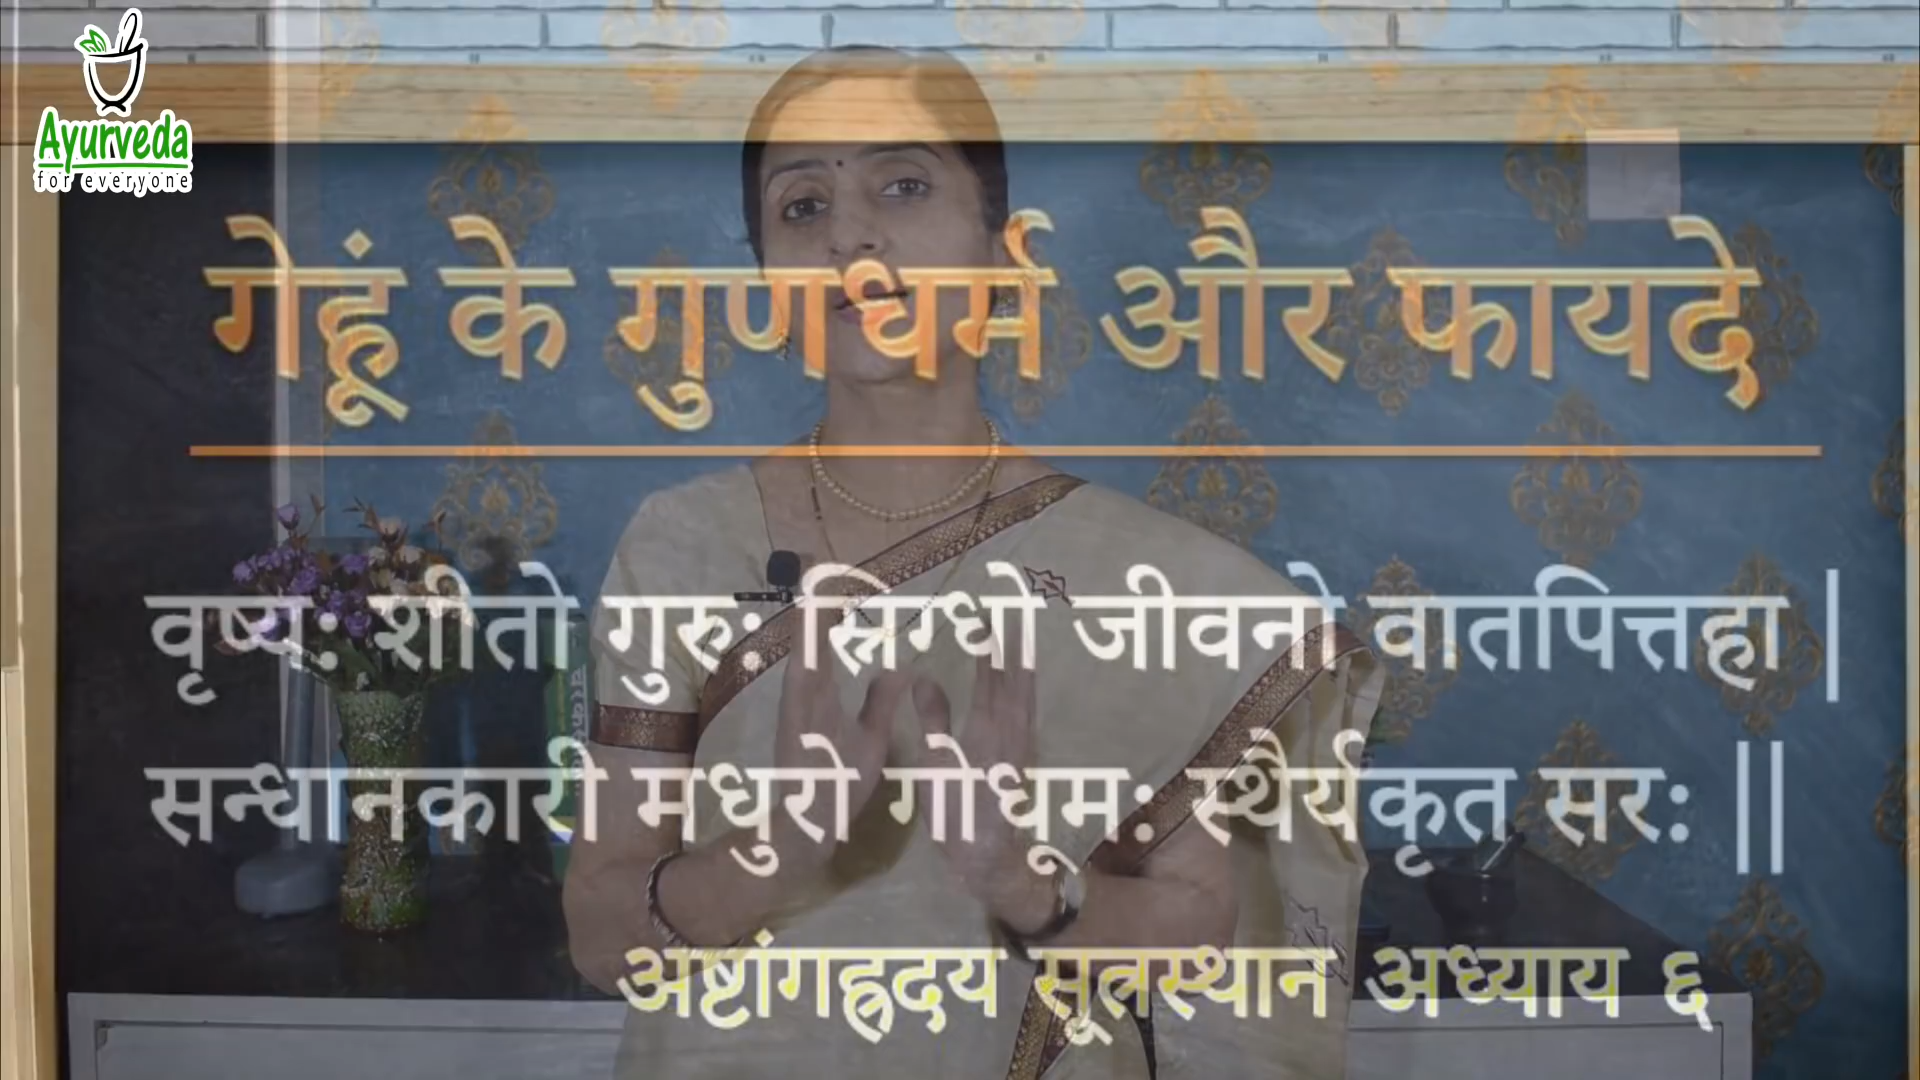 Ayurveda
for everyone
गेहूं के गुणधर्म और फायदे
वृष्यः शीतो गुरुः स्निग्धो जीवनो वातपित्तहा |
सन्धानकारी मधुरो गोधूमः स्थैर्यकृत सरः ||
अष्टांगह्रदय सूत्रस्थान अध्याय ६